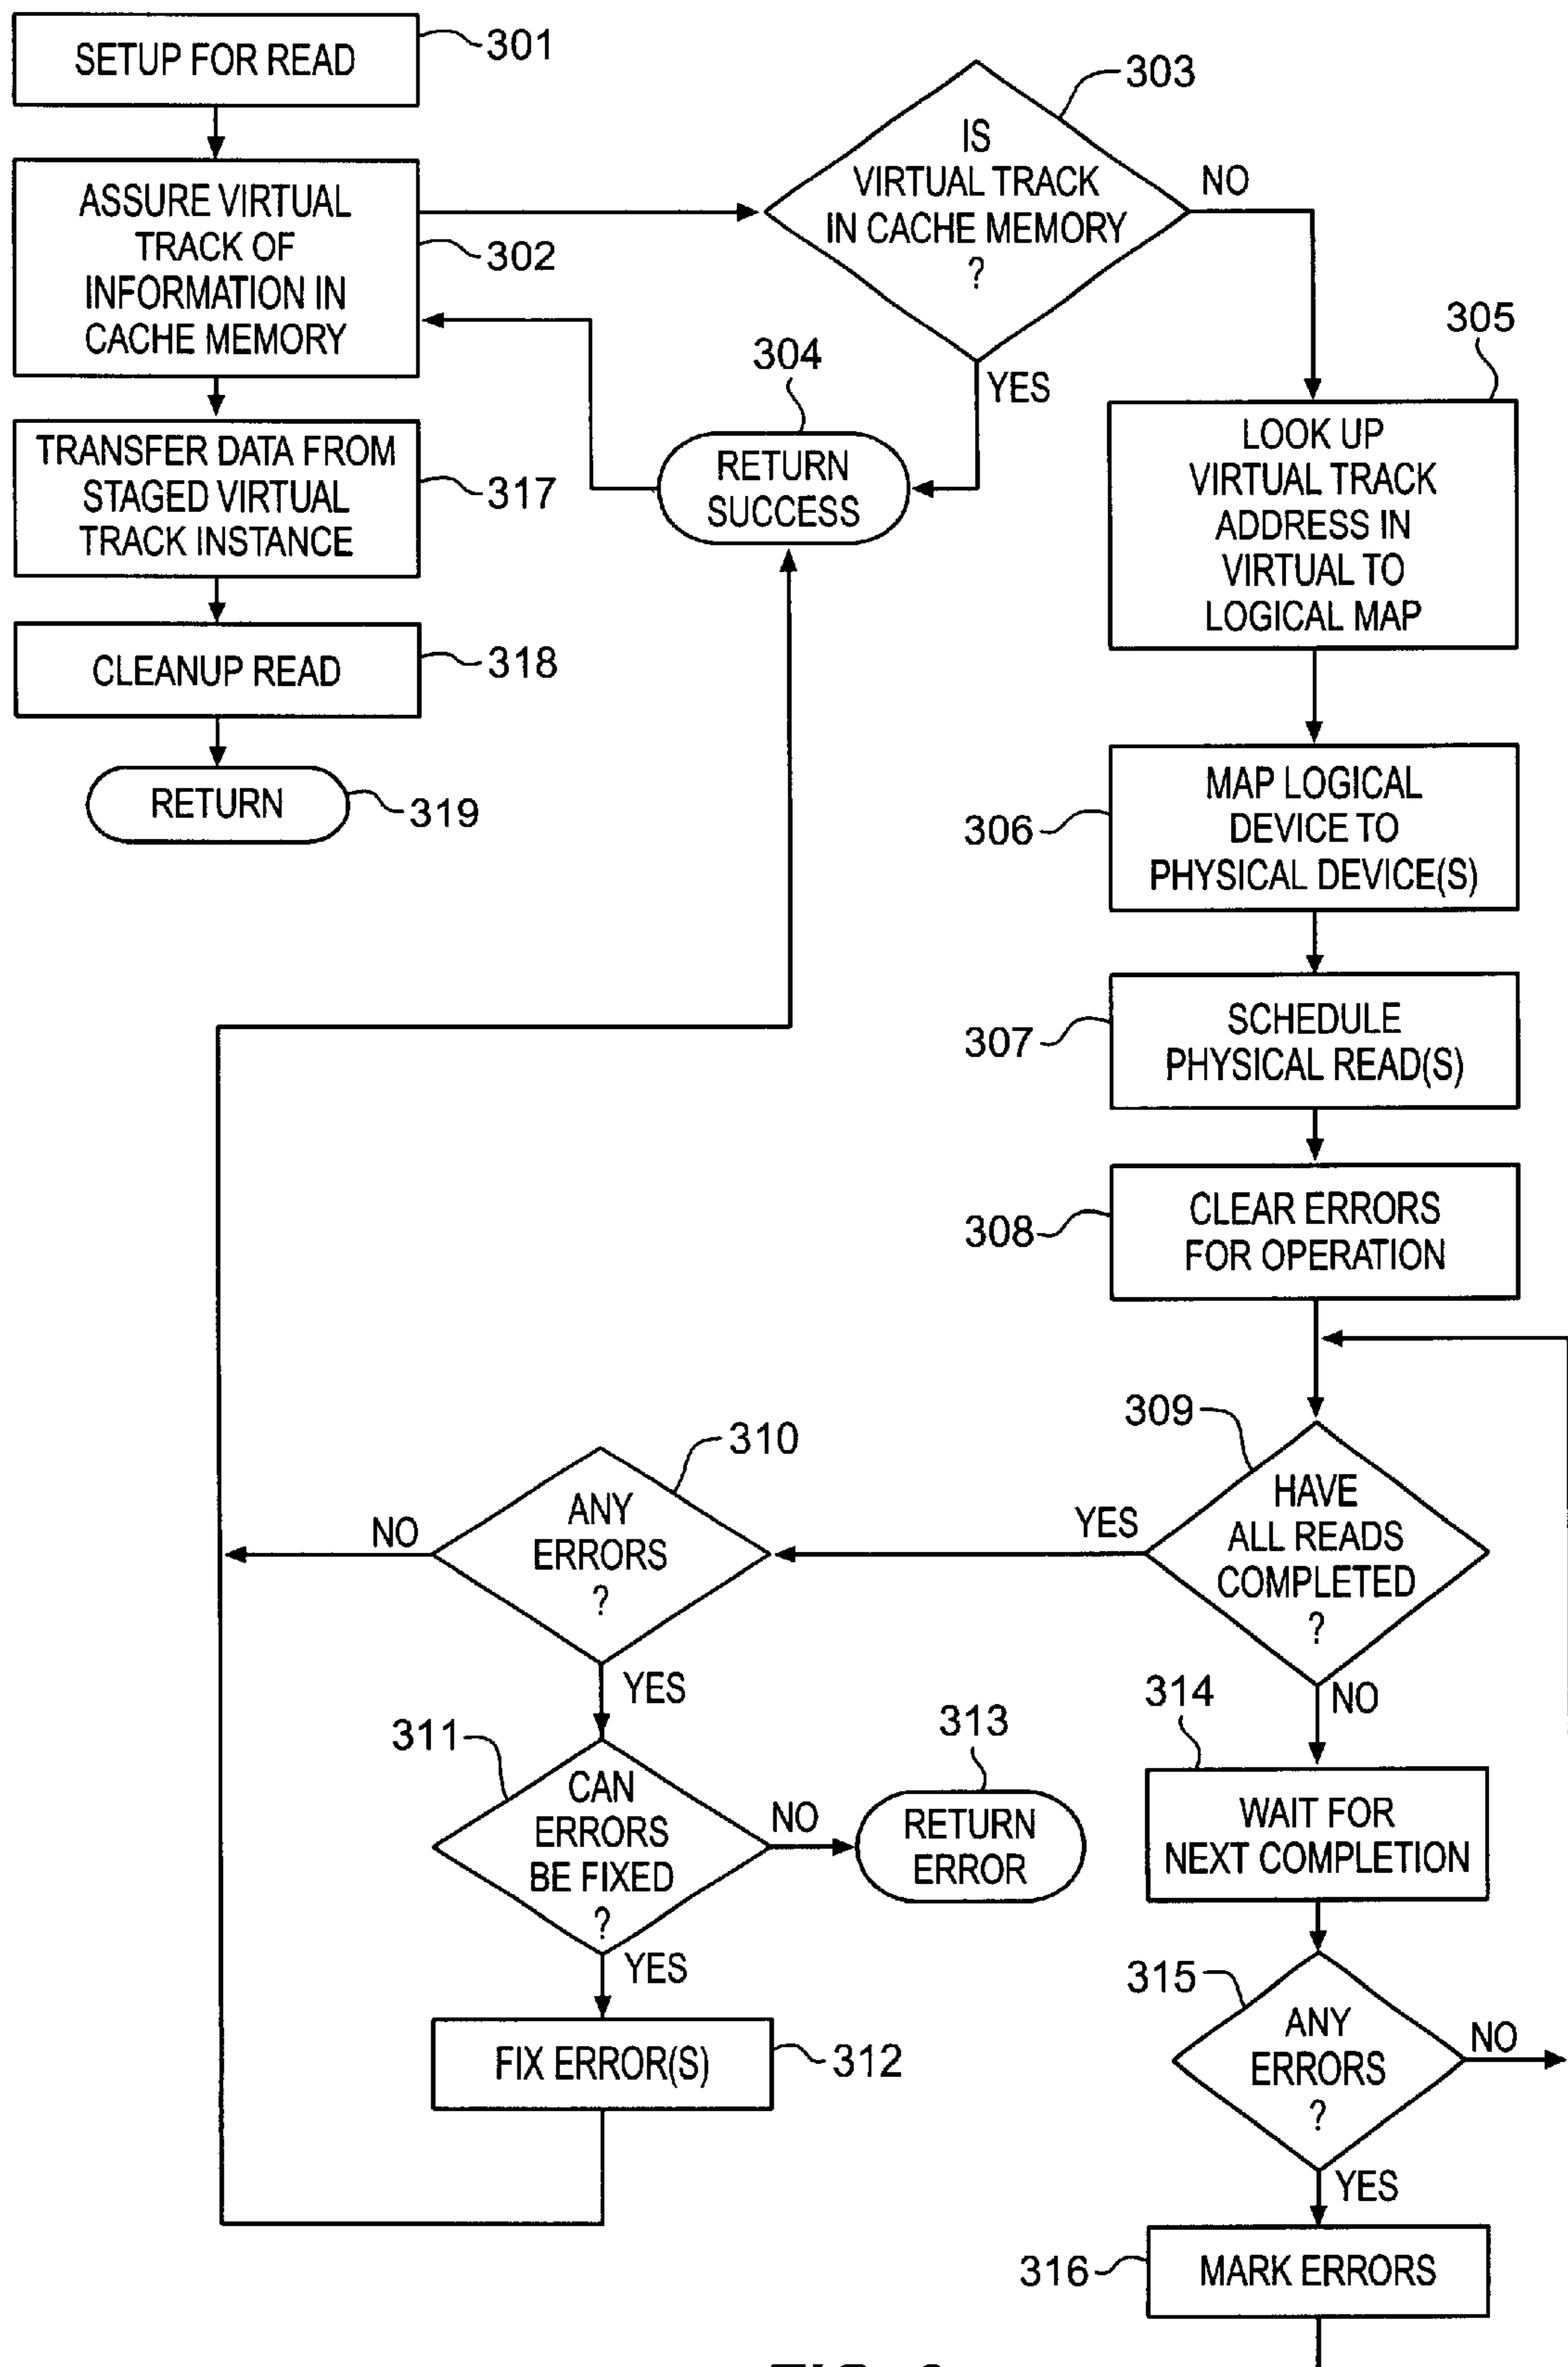 SETUP FOR READ
301
ASSURE VIRTUAL
TRACK OF
INFORMATION IN
CACHE MEMORY
302
TRANSFER DATA FROM
STAGED VIRTUAL
TRACK INSTANCE
317
CLEANUP READ
318
RETURN
319
303
IS
VIRTUAL TRACK
IN CACHE MEMORY
?
NO
YES
304
RETURN
SUCCESS
305
LOOK UP
VIRTUAL TRACK
ADDRESS IN
VIRTUAL TO
LOGICAL MAP
306
MAP LOGICAL
DEVICE TO
PHYSICAL DEVICE(S)
307
SCHEDULE
PHYSICAL READ(S)
308
CLEAR ERRORS
FOR OPERATION
309
HAVE
ALL READS
COMPLETED
?
YES
NO
310
ANY
ERRORS
?
NO
YES
311
CAN
ERRORS
BE FIXED
?
NO
YES
313
RETURN
ERROR
FIX ERROR(S)
312
314
WAIT FOR
NEXT COMPLETION
315
ANY
ERRORS
?
NO
YES
316
MARK ERRORS